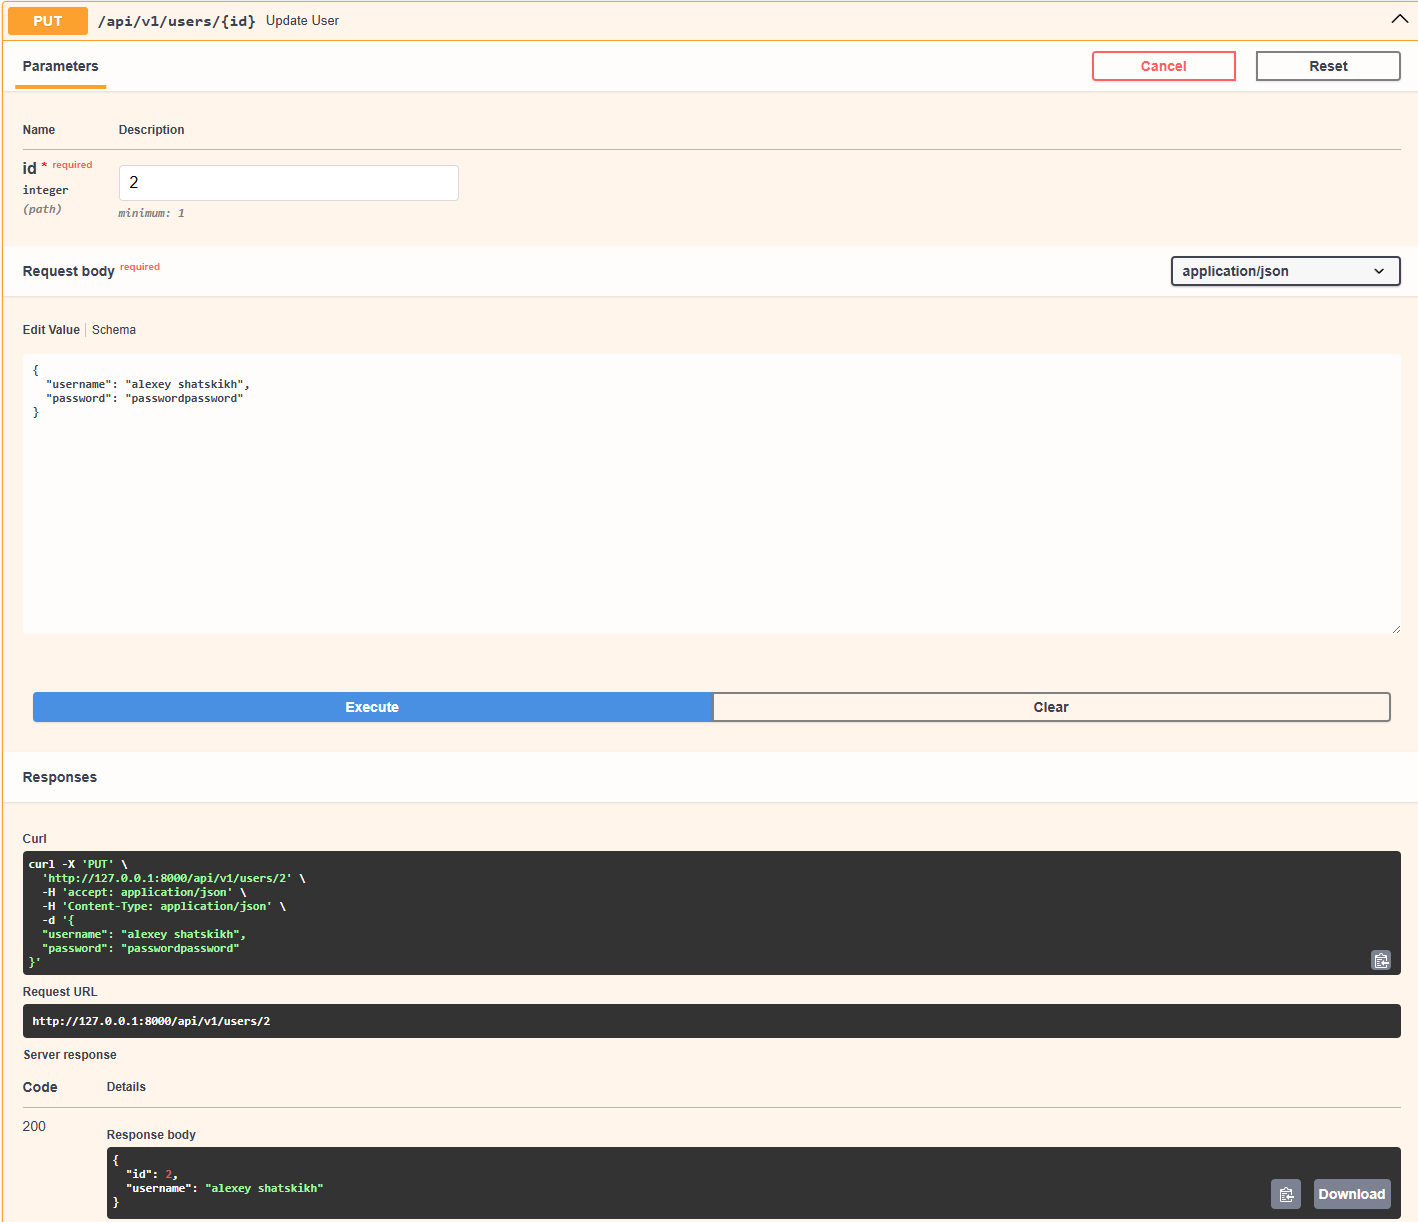 PUT /api/v1/users/{id} Update User
Parameters
Cancel
Reset
Name Description
id * required
integer
(path)
2
minimum: 1
Request body required
application/json
Edit Value | Schema
{
  "username": "alexey shatskikh",
  "password": "passwordpassword"
}
Execute
Clear
Responses
Curl
curl -X 'PUT' \
  'http://127.0.0.1:8000/api/v1/users/2' \
  -H 'accept: application/json' \
  -H 'Content-Type: application/json' \
  -d '{
  "username": "alexey shatskikh",
  "password": "passwordpassword"
}'
Request URL
http://127.0.0.1:8000/api/v1/users/2
Server response
Code Details
200
Response body
{
  "id": 2,
  "username": "alexey shatskikh"
}
Download